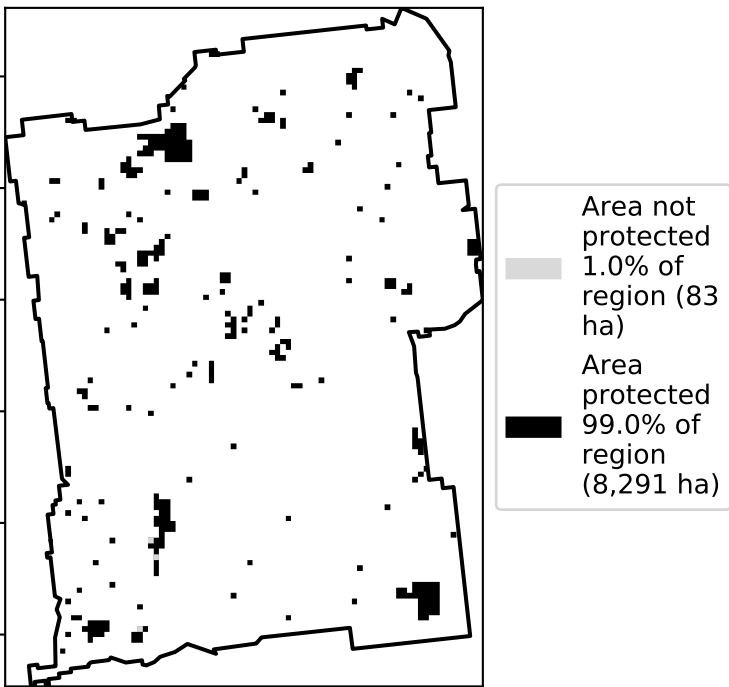 Area not
protected
1.0% of
region (83
ha)
Area
protected
99.0% of
region
(8,291 ha)